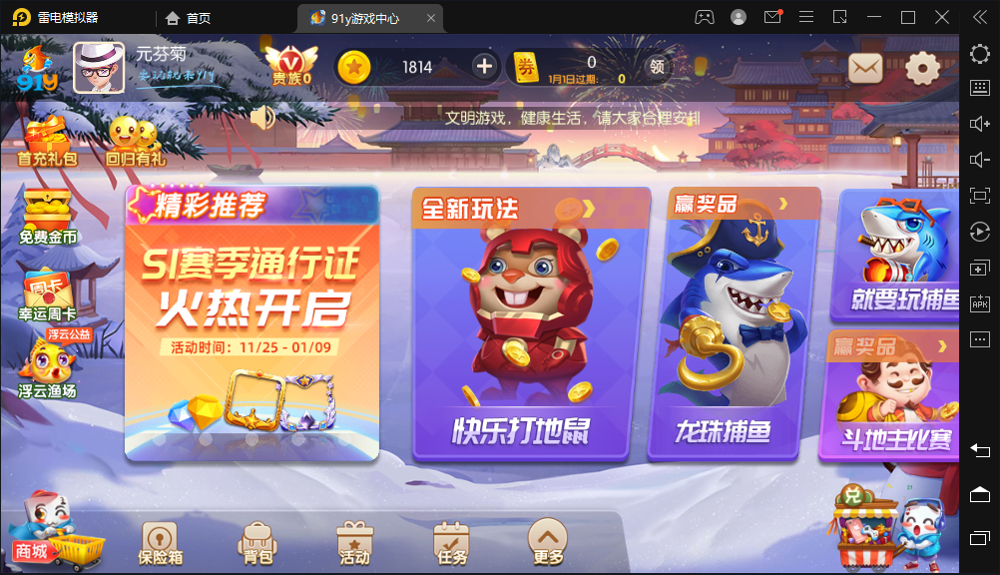 雷电模拟器
首页
91y游戏中心
91y
元芬菊
贵族0
1814
券
0
1月1日过期: 0
领
文明游戏，健康生活，请大家合理安排
首充礼包
回归有礼
免费金币
周卡
幸运周卡
浮云公益
浮云渔场
精彩推荐
S1赛季通行证
火热开启
活动时间：11/25 - 01/09
全新玩法
快乐打地鼠
赢奖品
龙珠捕鱼
就要玩捕鱼
赢奖品
斗地主比赛
APK
商城
保险箱
背包
活动
任务
更多
兑